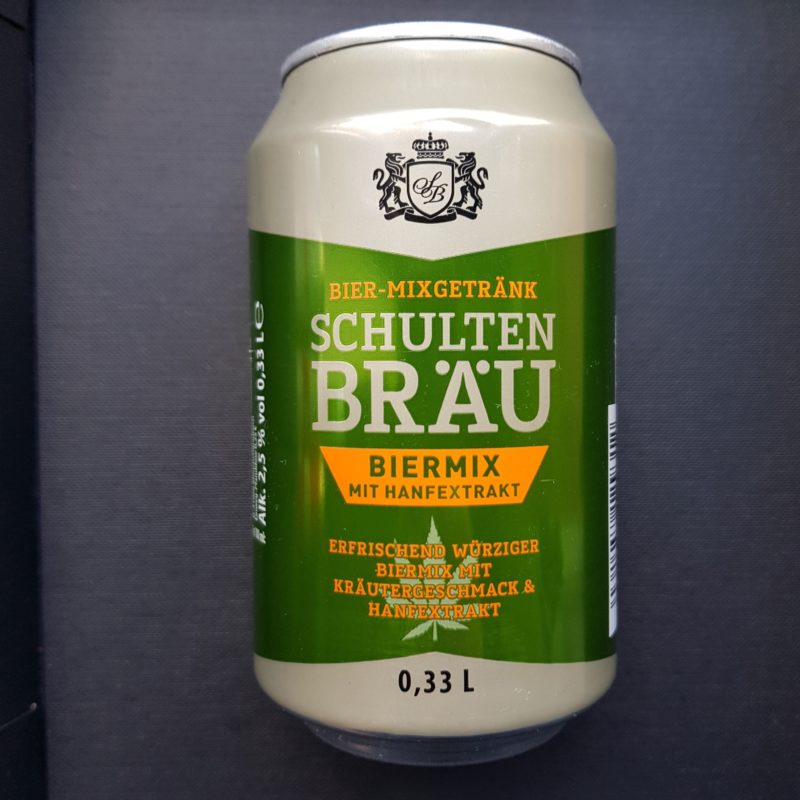 SB
BIER-MIXGETRÄNK
SCHULTEN
BRÄU
BIERMIX
MIT HANFEXTRAKT
ERFRISCHEND WÜRZIGER
BIERMIX MIT
KRÄUTERGESCHMACK &
HANFEXTRAKT
0,33 L
Alk. 2,5 % vol 0,33 L e